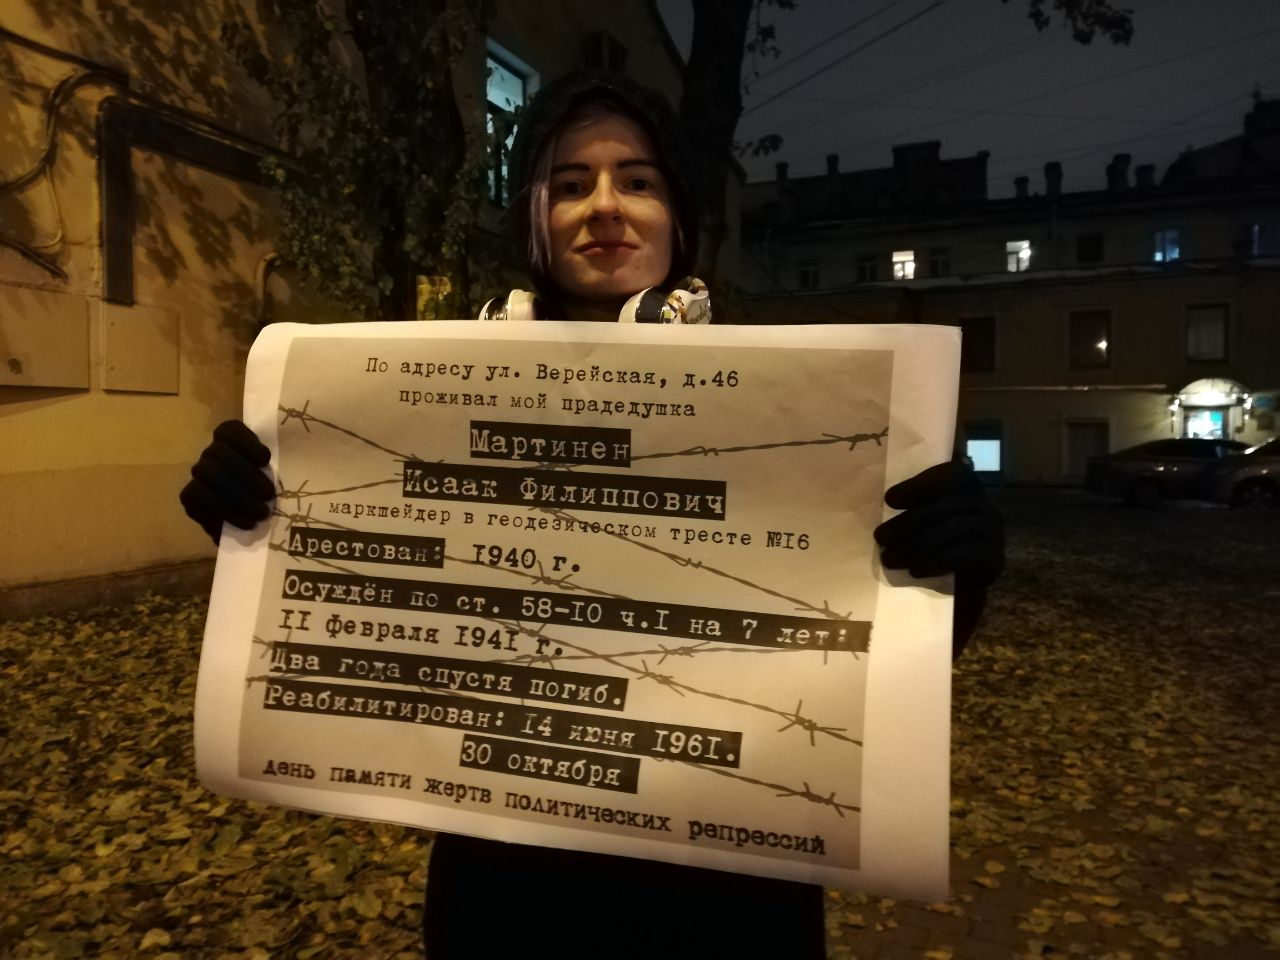 По адресу ул. Верейская, д.46
проживал мой прадедушка
Мартинен
Исаак Филиппович
маркшейдер в геодезическом тресте №16
Арестован: 1940 г.
Осуждён по ст. 58-10 ч.I на 7 лет:
II февраля 1941 г.
Два года спустя погиб.
Реабилитирован: 14 июня 1961.
30 октября
день памяти жертв политических репрессий